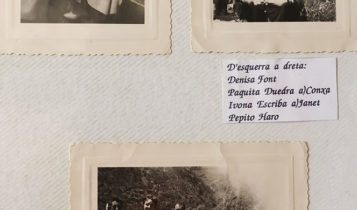 D'esquerra a dreta:
Denisa Font
Paquita Duedra a)Conxa
Ivona Escriba a)Janet
Pepito Haro